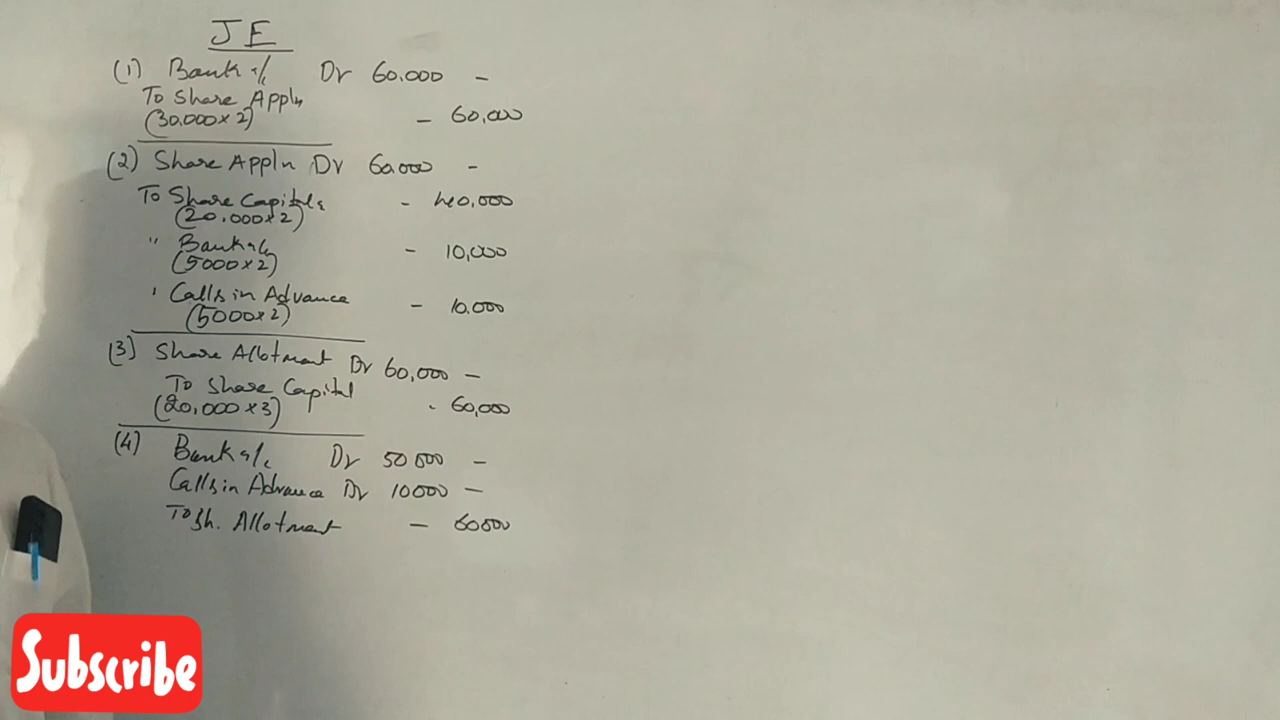 J E
(1) Bank a/c Dr 60.000 -
To Share Appln
(30.000 x 2) - 60,000
(2) Share Appln Dr 60.000 -
To Share Capital a - 40,000
(20,000 x 2)
" Bank a/c - 10,000
(5000 x 2)
' Calls in Advance - 10.000
(5000 x 2)
(3) Share Allotment Dr 60,000 -
To Share Capital
(20,000 x 3) - 60,000
(4) Bank a/c Dr 50000 -
Calls in Advance Dr 10000 -
To Sh. Allotment - 60000
Subscribe